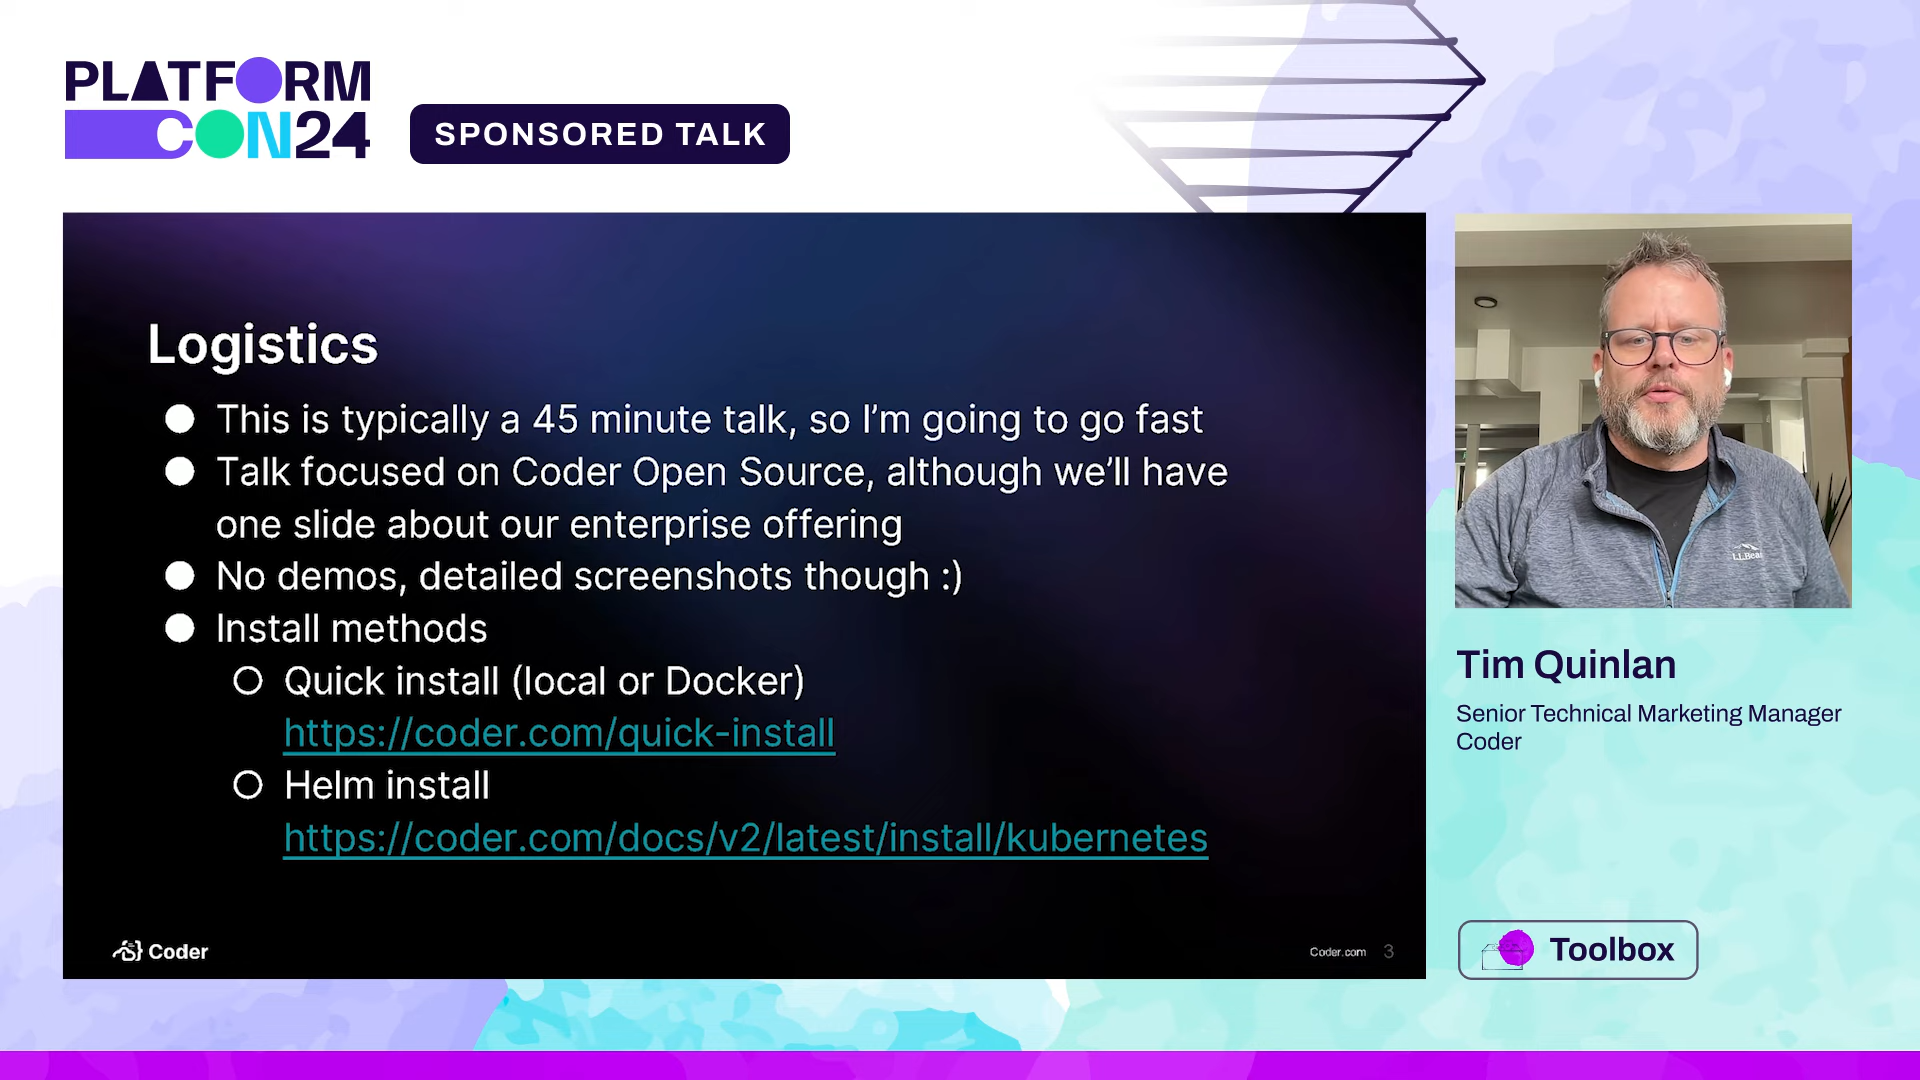 PLATFORM
CON24
SPONSORED TALK
Logistics
This is typically a 45 minute talk, so I'm going to go fast
Talk focused on Coder Open Source, although we'll have
one slide about our enterprise offering
No demos, detailed screenshots though :)
Install methods
Quick install (local or Docker)
https://coder.com/quick-install
Helm install
https://coder.com/docs/v2/latest/install/kubernetes
Coder
Coder.com 3
L.L.Bean
Tim Quinlan
Senior Technical Marketing Manager
Coder
Toolbox